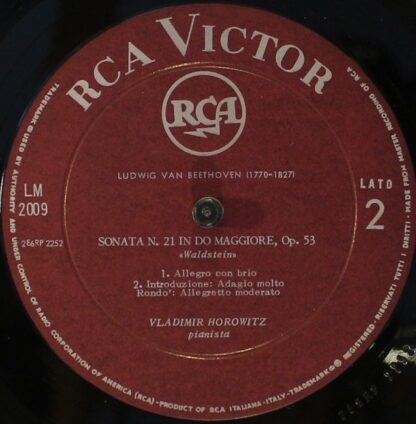 RCA VICTOR
RCA
LUDWIG VAN BEETHOVEN (1770-1827)
LM
2009
LATO
2
SONATA N. 21 IN DO MAGGIORE, Op. 53
«Waldstein»
1. Allegro con brio
2. Introduzione: Adagio molto
Rondo': Allegretto moderato
VLADIMIR HOROWITZ
pianista
TRADEMARK ® USED BY AUTHORITY AND UNDER CONTROL OF RADIO CORPORATION OF AMERICA (RCA) • PRODUCT OF RCA ITALIANA • ITALY • TRADEMARK ® REGISTERED • RISERVATI TUTTI I DIRITTI • MADE FROM MASTER RECORDING OF RCA